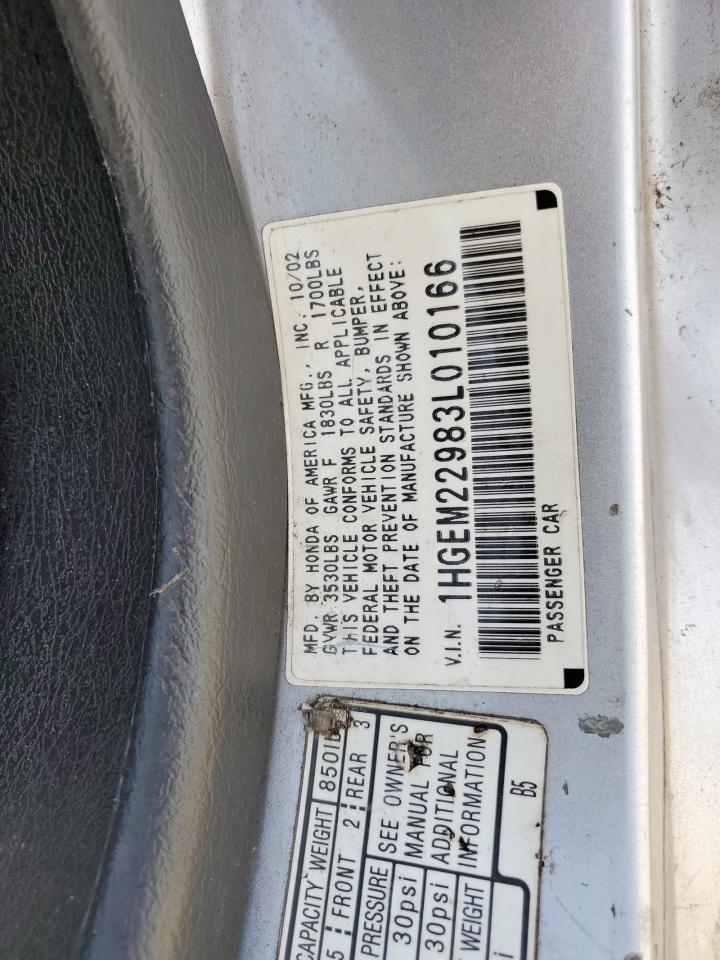 MFD. BY HONDA OF AMERICA MFG., INC. 10/02
GVWR 3530LBS GAWR F 1830LBS R 1700LBS
THIS VEHICLE CONFORMS TO ALL APPLICABLE
FEDERAL MOTOR VEHICLE SAFETY, BUMPER,
AND THEFT PREVENTION STANDARDS IN EFFECT
ON THE DATE OF MANUFACTURE SHOWN ABOVE:
V.I.N. 1HGEM22983L010166
PASSENGER CAR
CAPACITY WEIGHT 850
5 : FRONT 2 : REAR 3
PRESSURE SEE OWNER'S
30psi MANUAL FOR
30psi ADDITIONAL
WEIGHT INFORMATION
B5